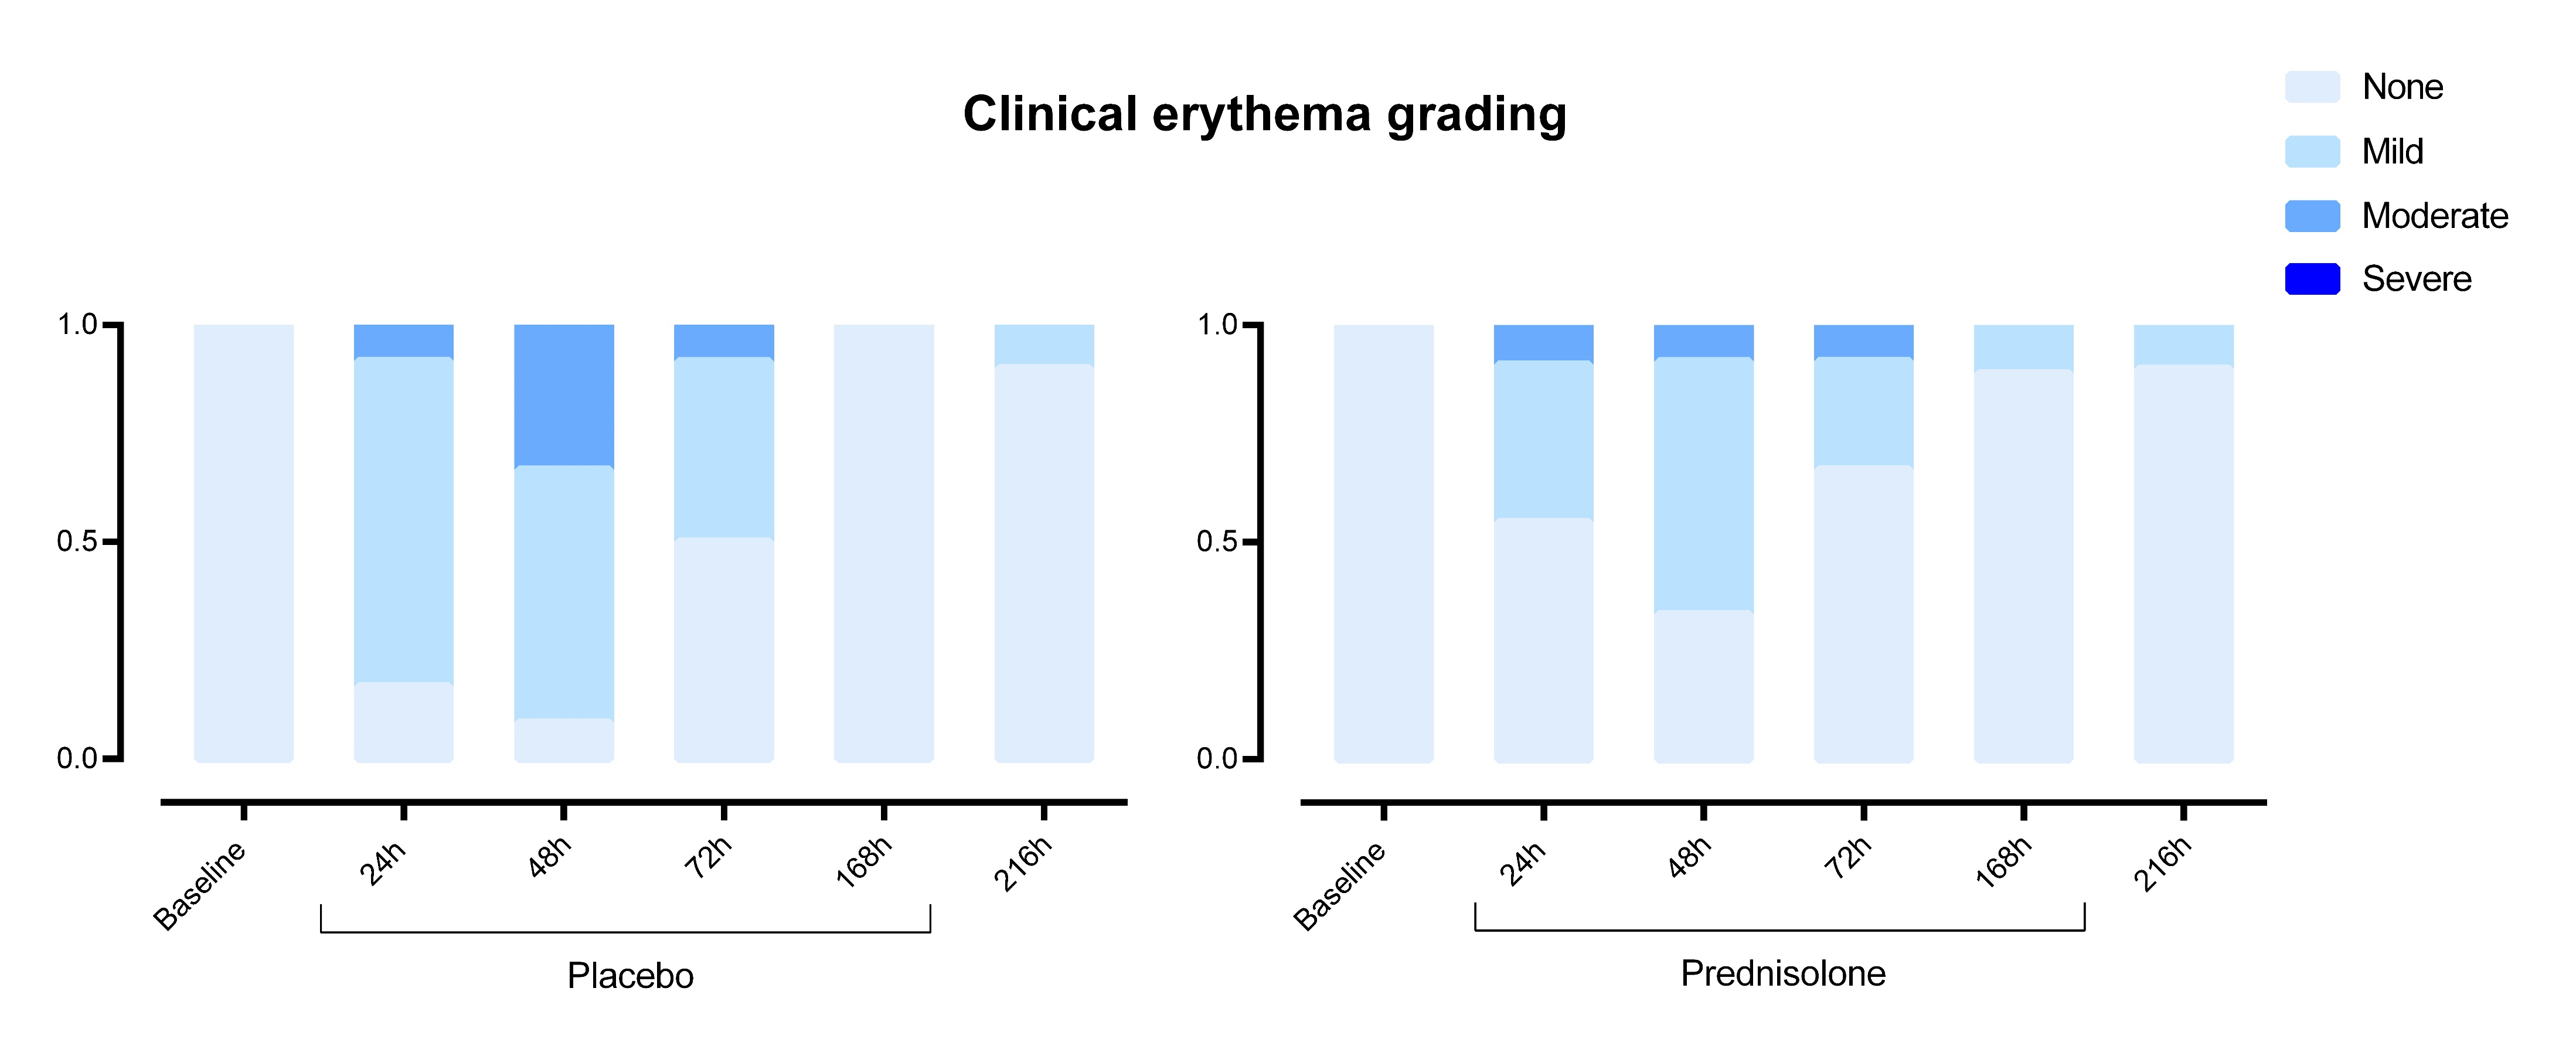 Clinical erythema grading
None
Mild
Moderate
Severe
1.0
0.5
0.0
Baseline
24h
48h
72h
168h
216h
Placebo
1.0
0.5
0.0
Baseline
24h
48h
72h
168h
216h
Prednisolone